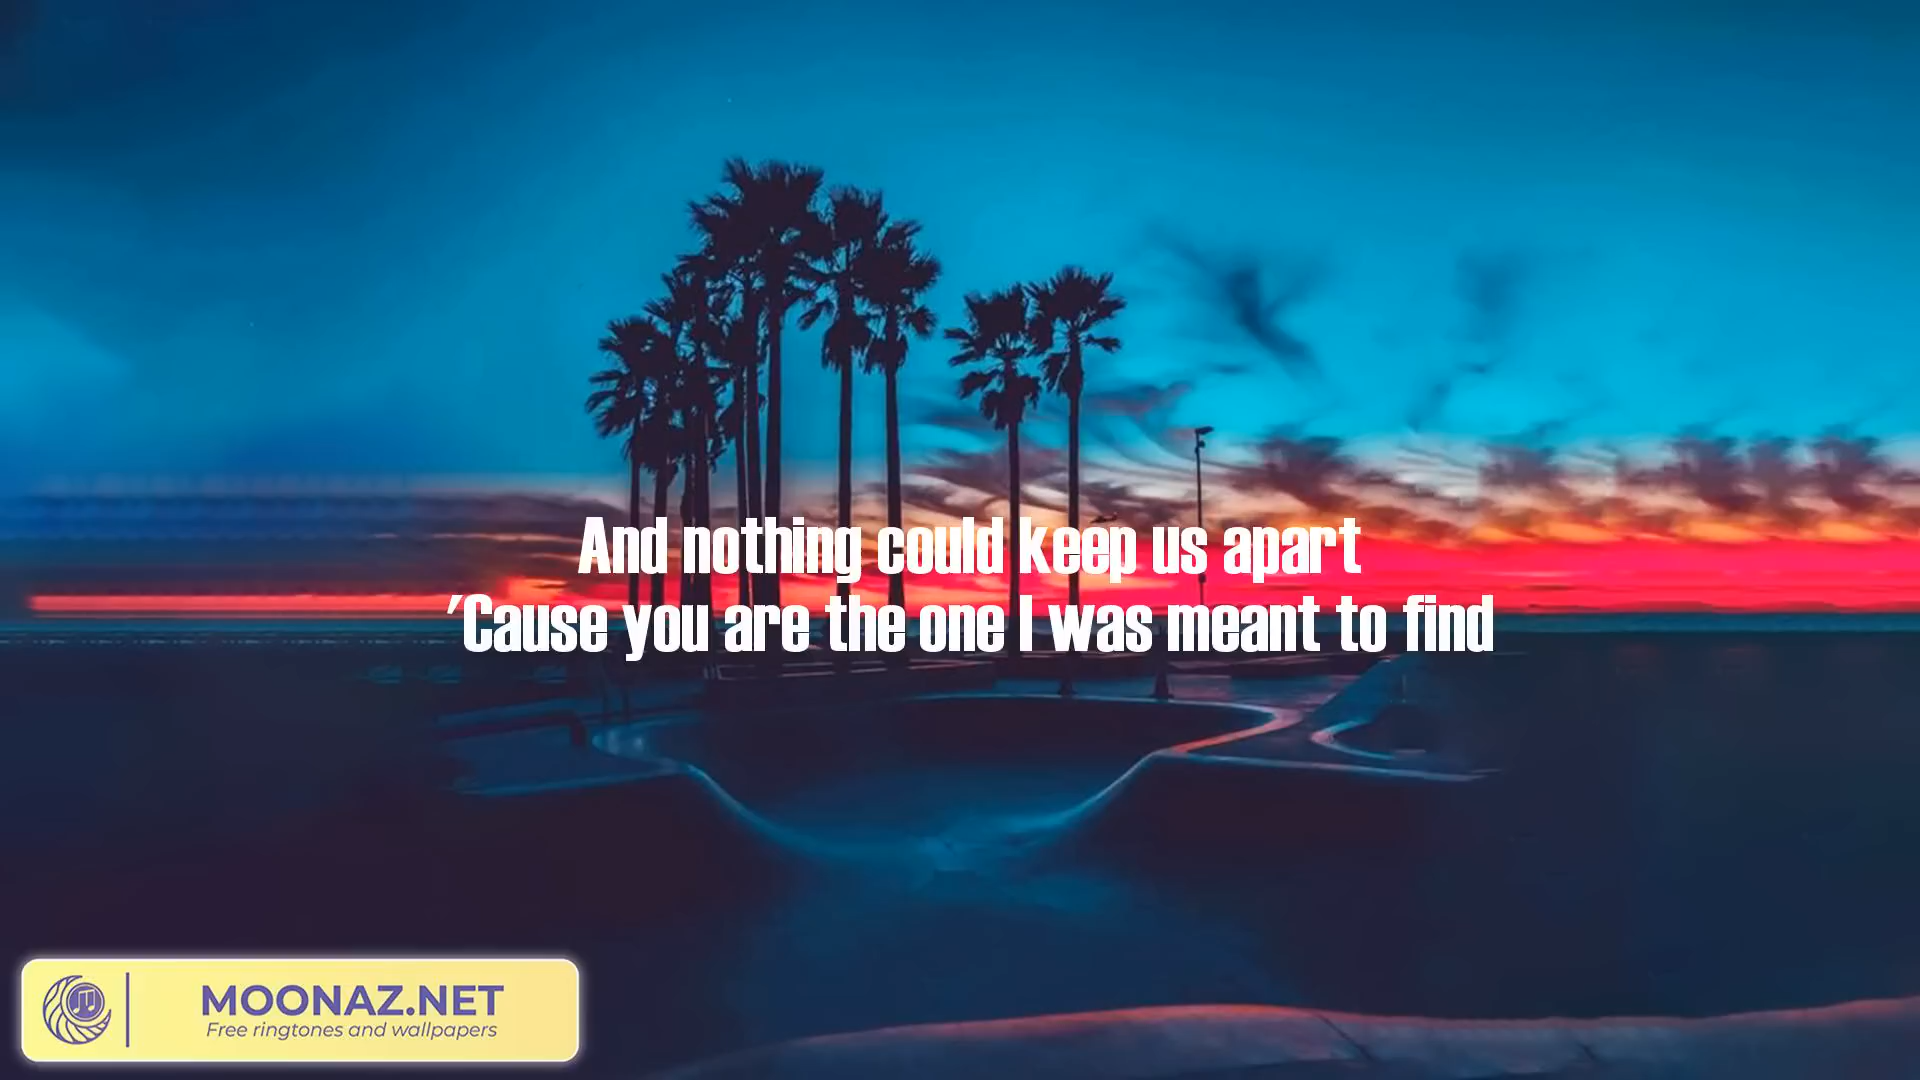 And nothing could keep us apart
'Cause you are the one I was meant to find
MOONAZ.NET
Free ringtones and wallpapers